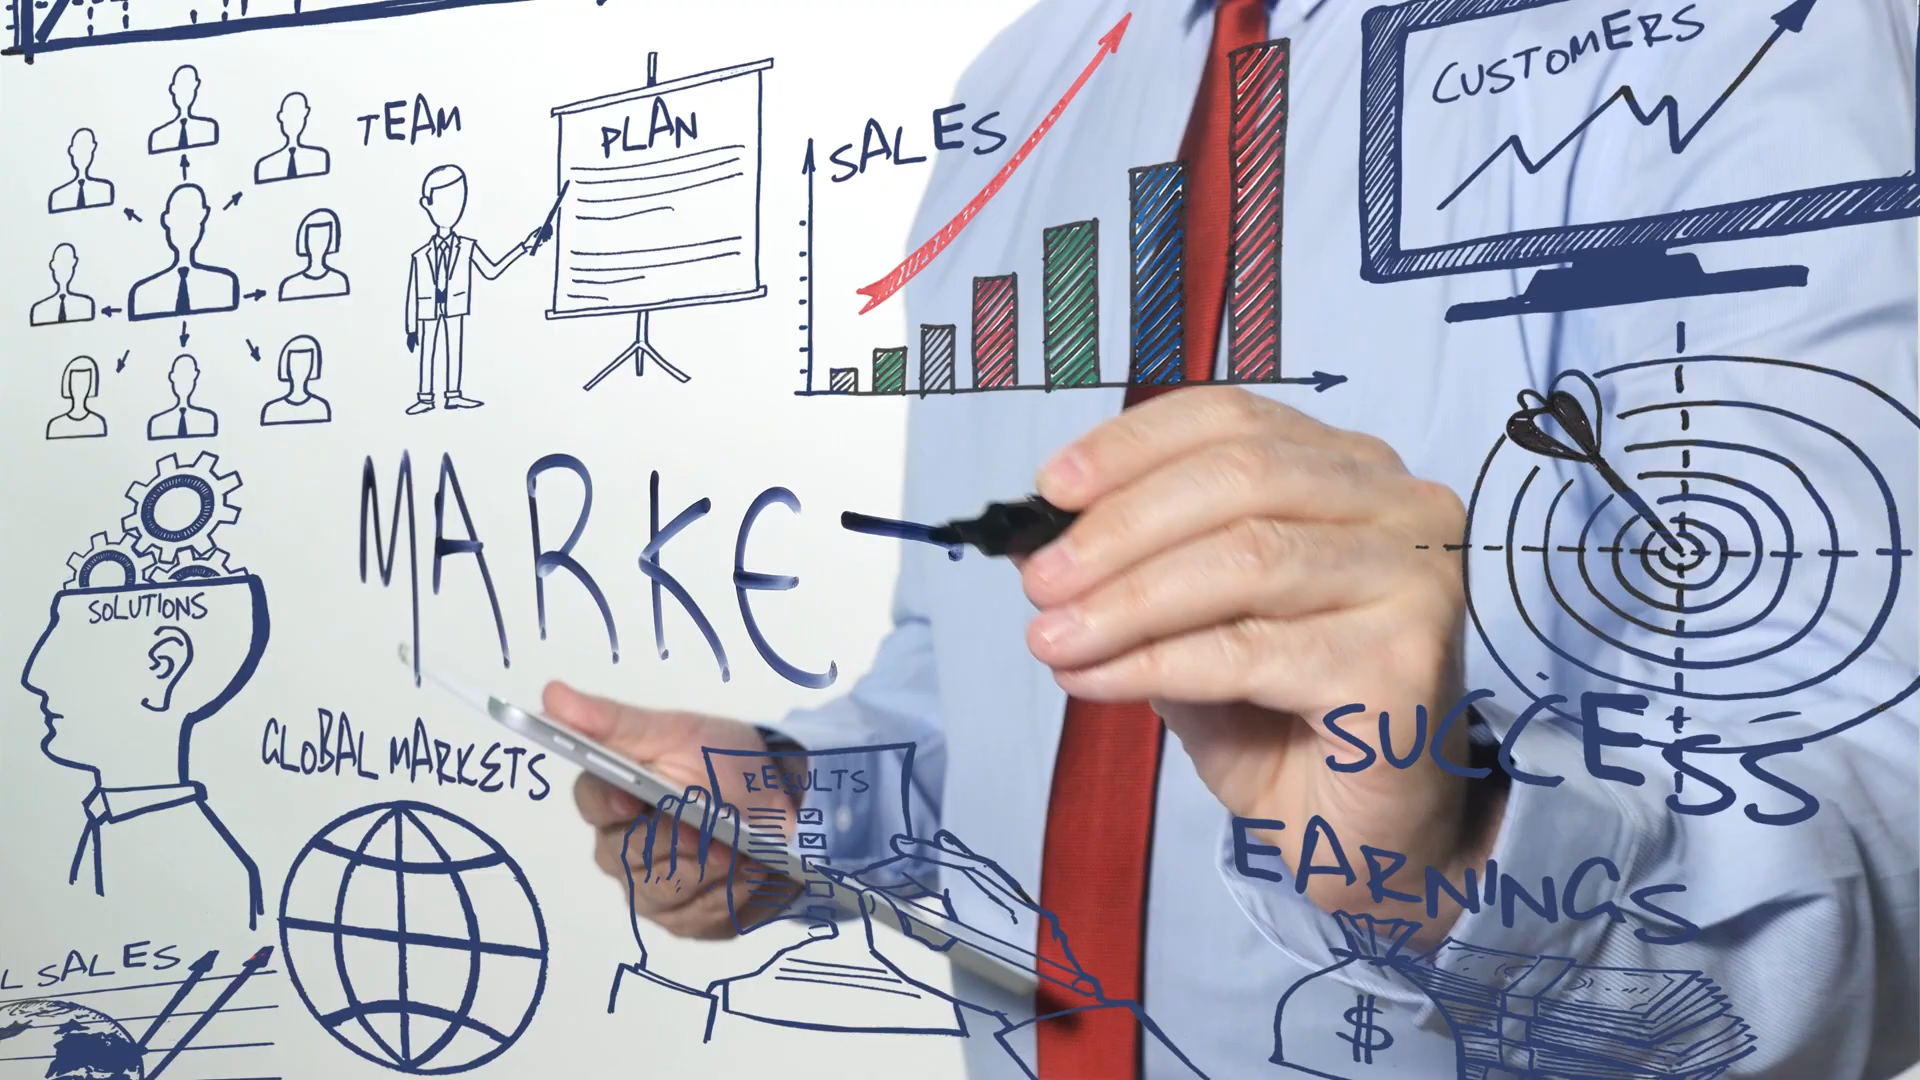 CUSTOMERS
TEAM
PLAN
SALES
MARKE
SOLUTIONS
GLOBAL MARKETS
SUCCESS
RESULTS
EARNINGS
L SALES
$